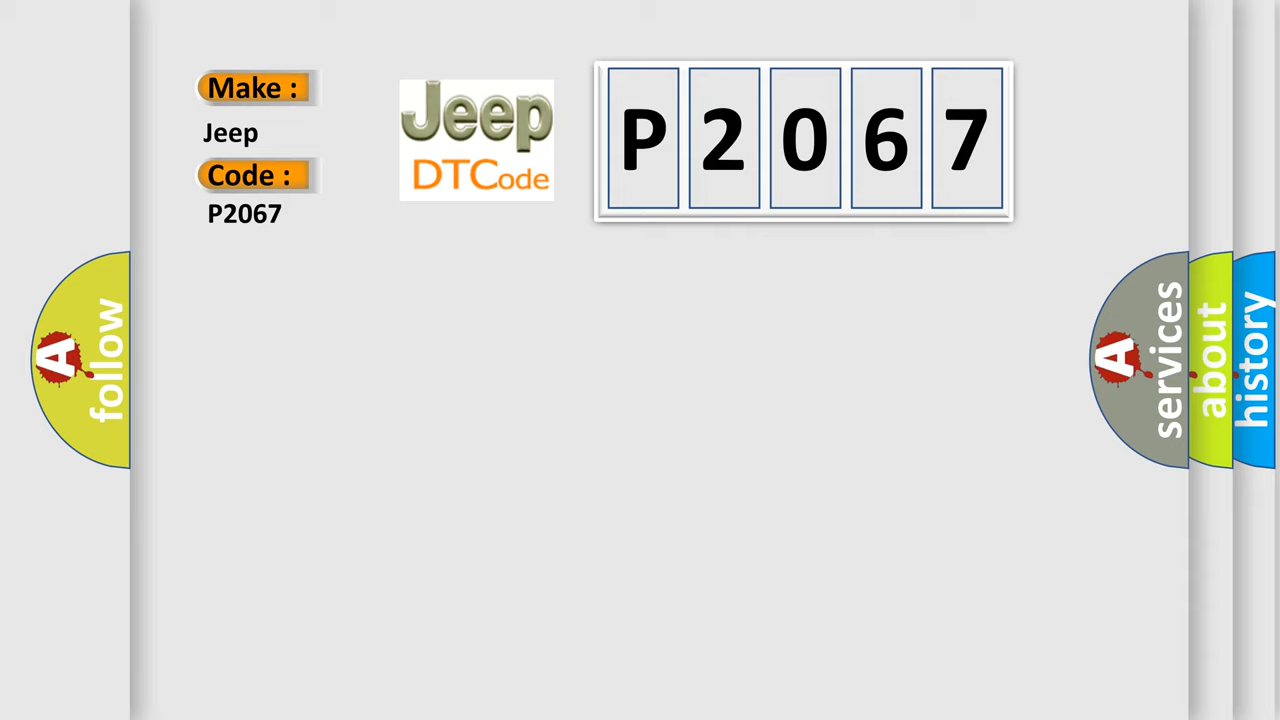 Make :
Jeep
Code :
P2067
Jeep
DTCode
P 2 0 6 7
A follow
A services
about
history